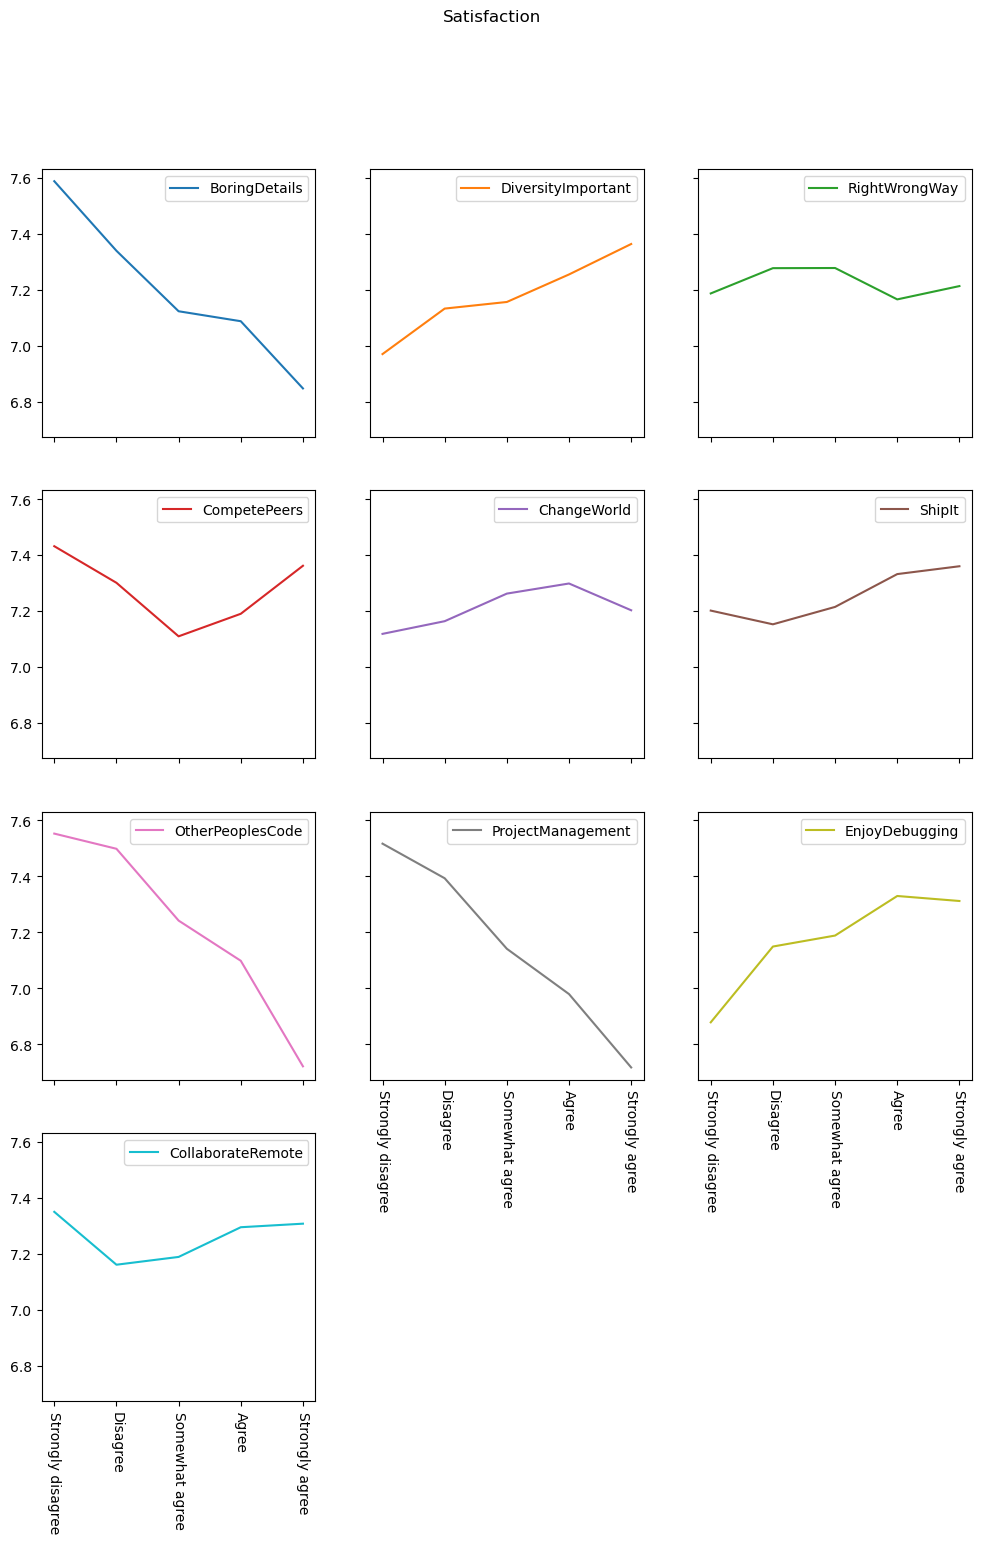 Satisfaction
7.6
7.4
7.2
7.0
6.8
BoringDetails
DiversityImportant
RightWrongWay
7.6
7.4
7.2
7.0
6.8
CompetePeers
ChangeWorld
ShipIt
7.6
7.4
7.2
7.0
6.8
OtherPeoplesCode
ProjectManagement
EnjoyDebugging
Strongly disagree
Disagree
Somewhat agree
Agree
Strongly agree
Strongly disagree
Disagree
Somewhat agree
Agree
Strongly agree
7.6
7.4
7.2
7.0
6.8
CollaborateRemote
Strongly disagree
Disagree
Somewhat agree
Agree
Strongly agree